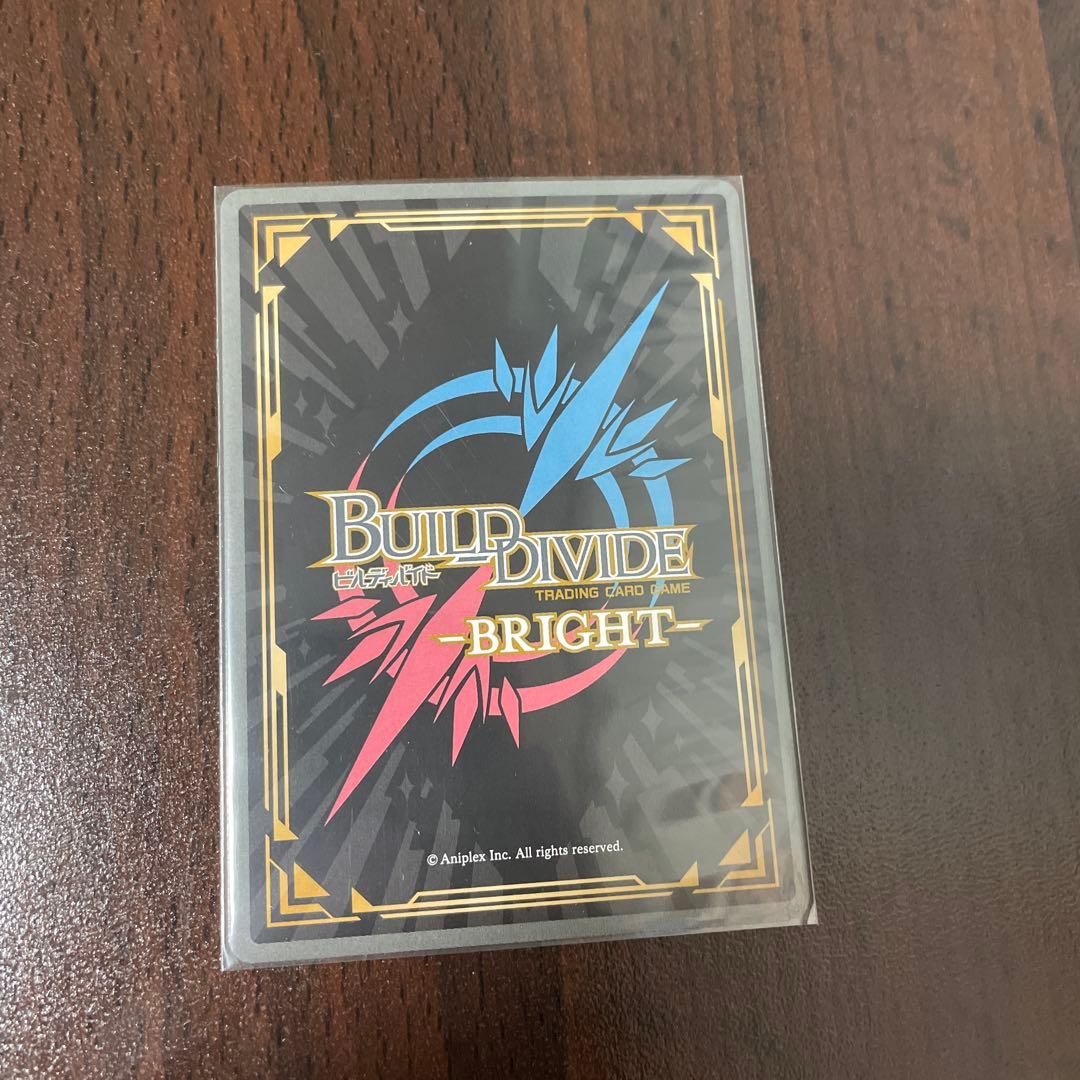 BUILD DIVIDE
ビルディバイド
TRADING CARD GAME
-BRIGHT-
© Aniplex Inc. All rights reserved.